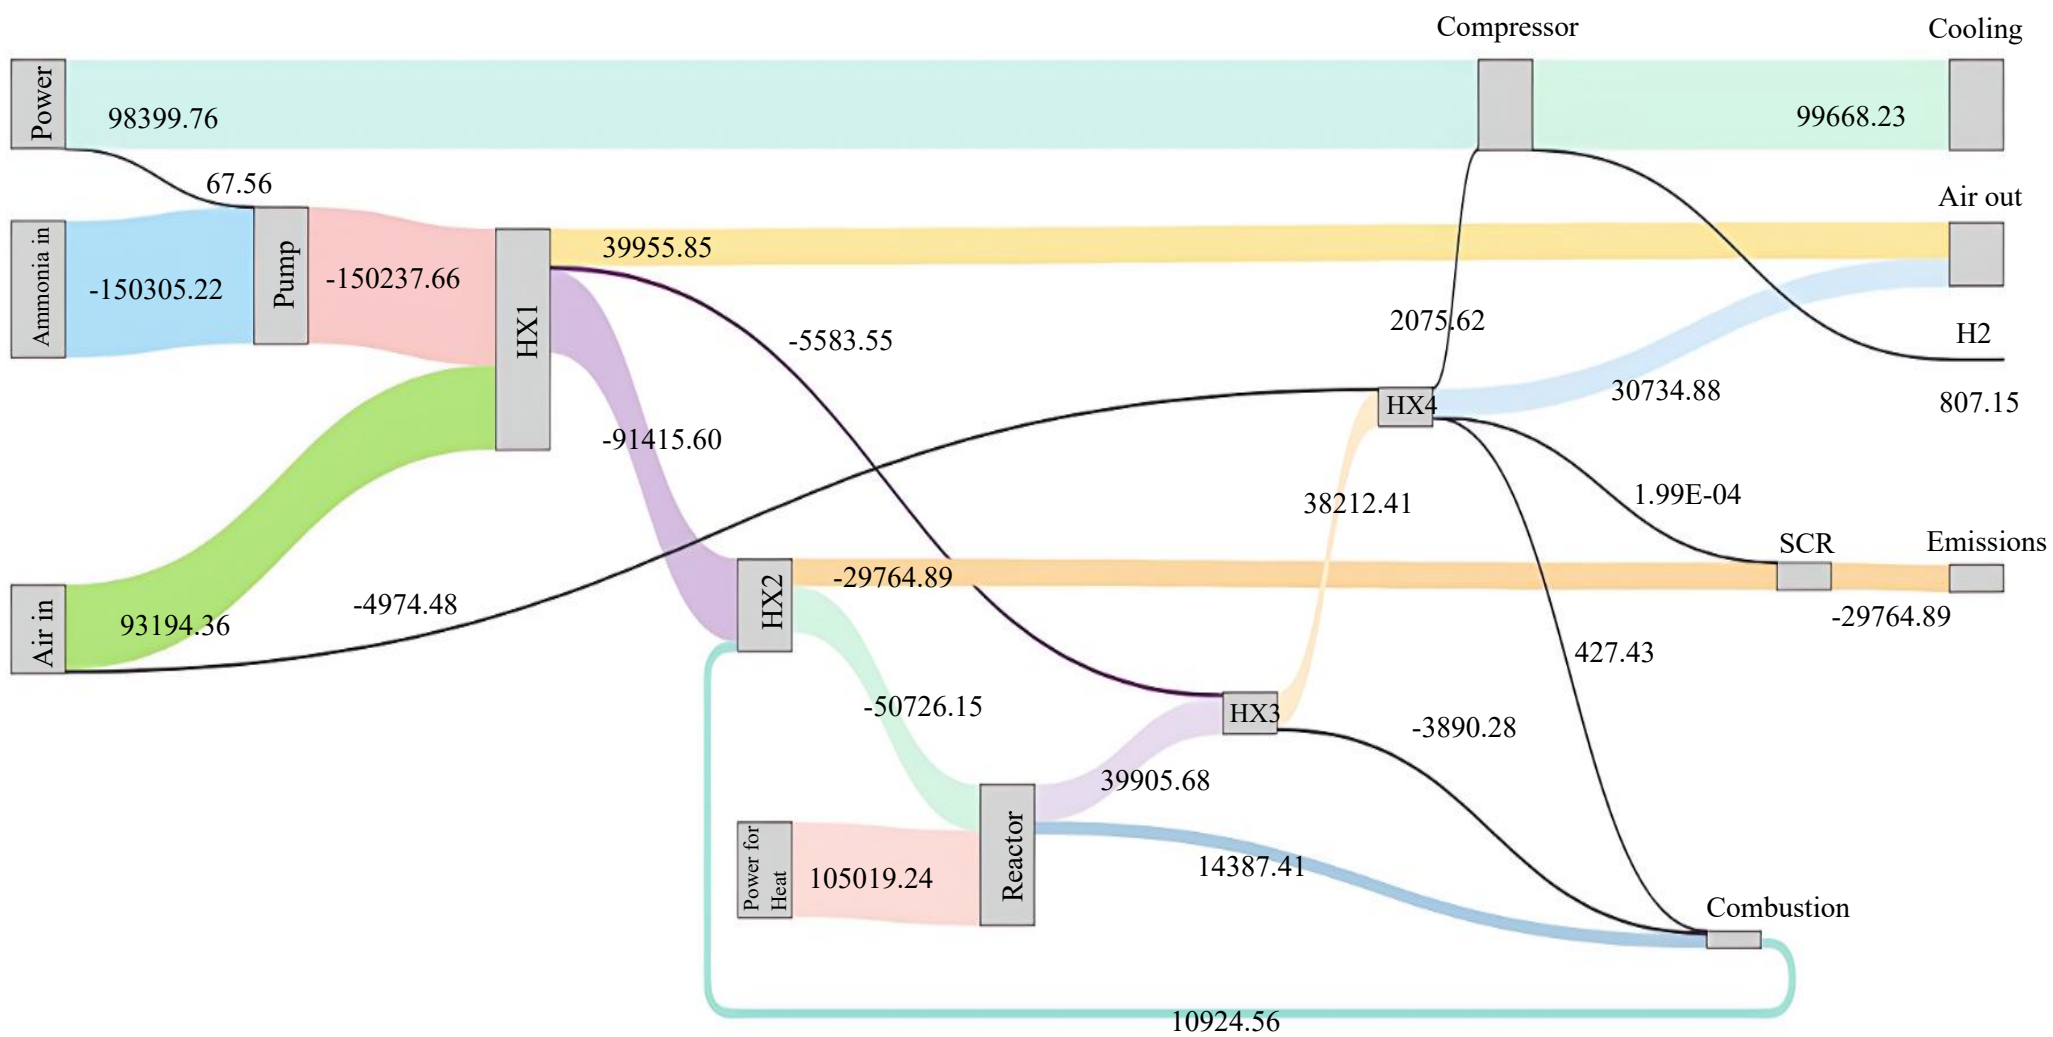 Compressor
Cooling
Power
98399.76
99668.23
67.56
Air out
Ammonia in
-150305.22
Pump
-150237.66
HX1
39955.85
-5583.55
2075.62
H2
30734.88
807.15
HX4
-91415.60
38212.41
1.99E-04
SCR
Emissions
Air in
93194.36
-4974.48
HX2
-29764.89
-29764.89
427.43
-50726.15
HX3
-3890.28
39905.68
Power for
Heat
105019.24
Reactor
14387.41
Combustion
10924.56